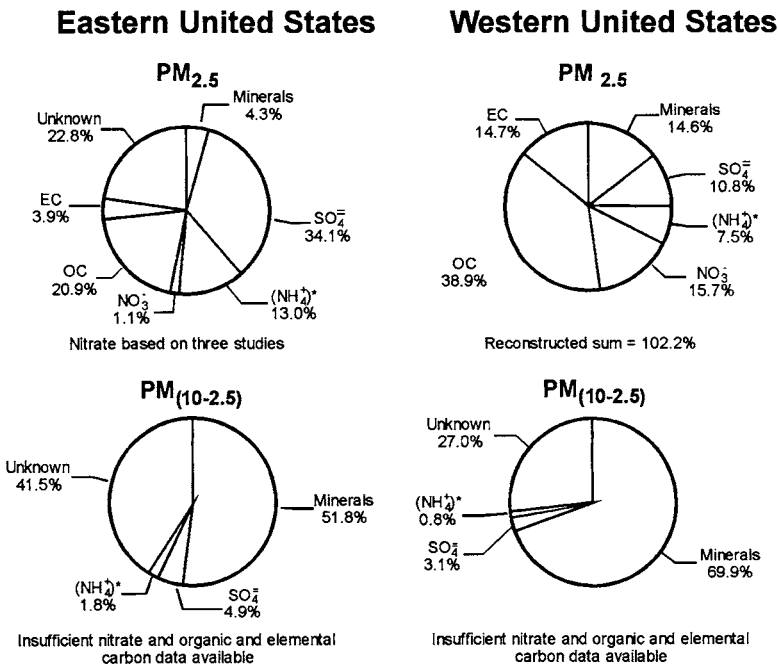 Eastern United States
Western United States
PM2.5
Minerals
4.3%
Unknown
22.8%
EC
3.9%
SO4=
34.1%
OC
20.9%
NO3-
1.1%
(NH4+)*
13.0%
Nitrate based on three studies
PM 2.5
EC
14.7%
Minerals
14.6%
SO4=
10.8%
(NH4+)*
7.5%
OC
38.9%
NO3-
15.7%
Reconstructed sum = 102.2%
PM(10-2.5)
Unknown
41.5%
Minerals
51.8%
(NH4+)*
1.8%
SO4=
4.9%
Insufficient nitrate and organic and elemental
carbon data available
PM(10-2.5)
Unknown
27.0%
(NH4+)*
0.8%
SO4=
3.1%
Minerals
69.9%
Insufficient nitrate and organic and elemental
carbon data available